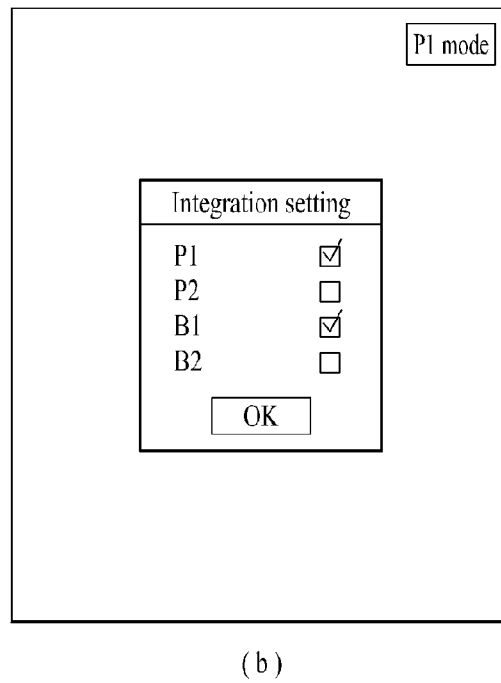 P1 mode
Integration setting
P1
P2
B1
B2
OK
( b )